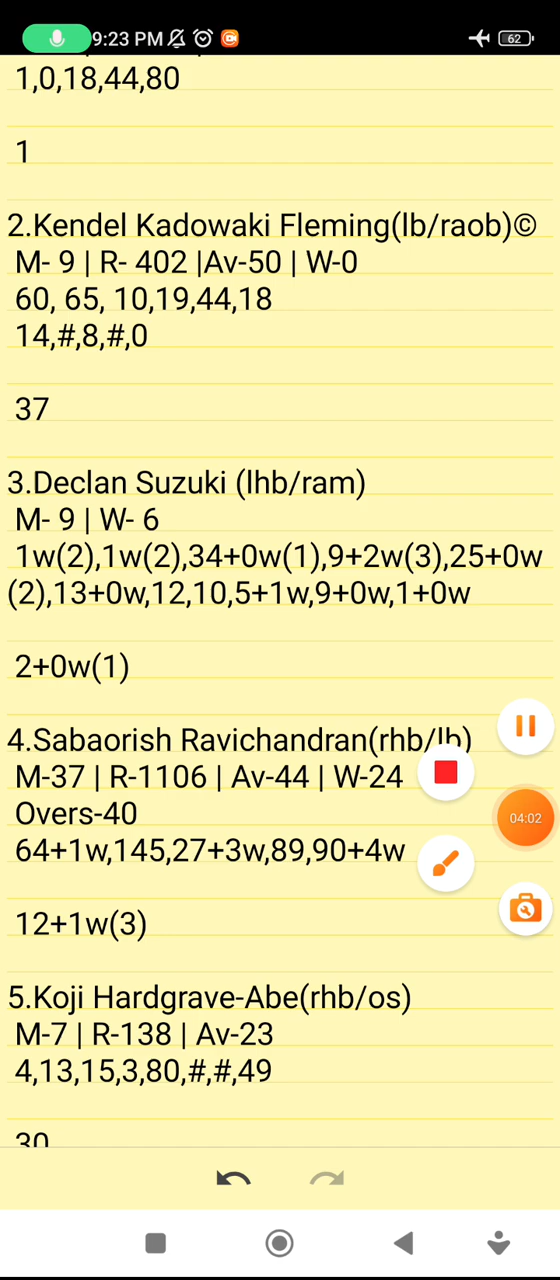 9:23 PM
62
1,0,18,44,80
1
2.Kendel Kadowaki Fleming(lb/raob)©
M- 9 | R- 402 |Av-50 | W-0
60, 65, 10,19,44,18
14,#,8,#,0
37
3.Declan Suzuki (lhb/ram)
M- 9 | W- 6
1w(2),1w(2),34+0w(1),9+2w(3),25+0w
(2),13+0w,12,10,5+1w,9+0w,1+0w
2+0w(1)
4.Sabaorish Ravichandran(rhb/lb)
M-37 | R-1106 | Av-44 | W-24
Overs-40
04:02
64+1w,145,27+3w,89,90+4w
12+1w(3)
5.Koji Hardgrave-Abe(rhb/os)
M-7 | R-138 | Av-23
4,13,15,3,80,#,#,49
30